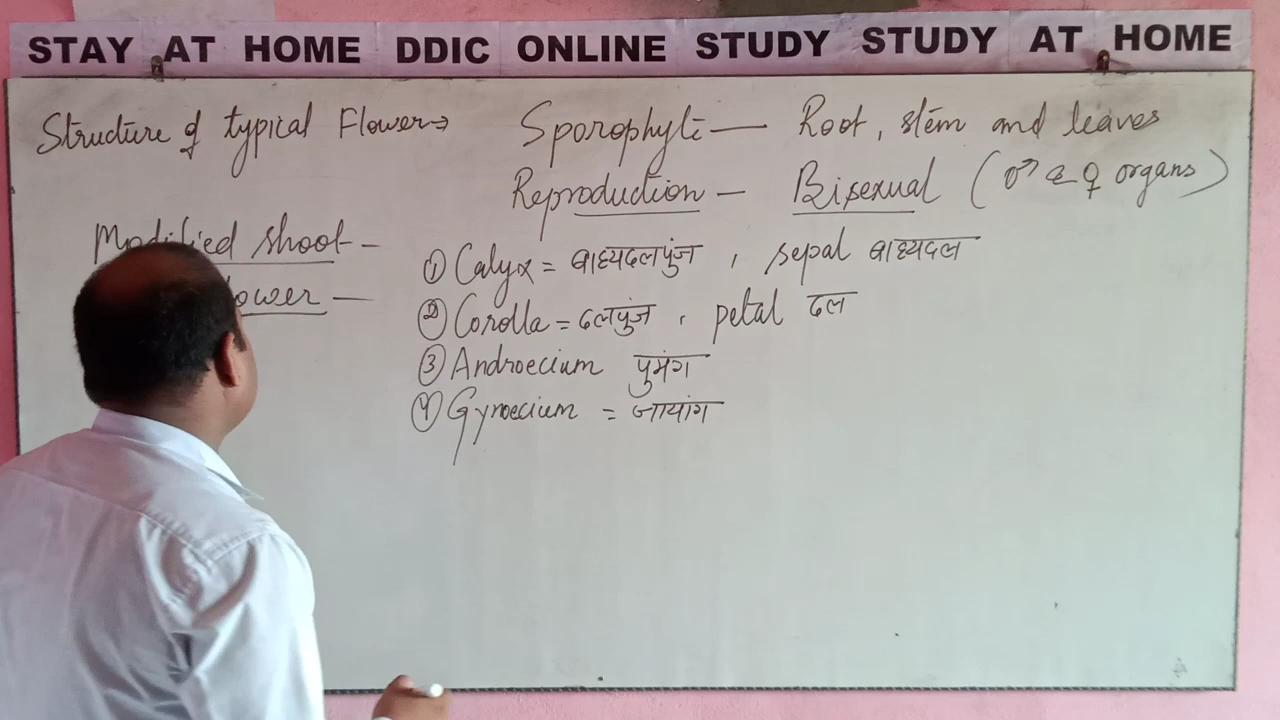 STAY AT HOME DDIC ONLINE STUDY STUDY AT HOME
Structure of typical Flower→
Sporophyte — Root, stem and leaves
Reproduction — Bisexual (♂ & ♀ organs)
Modified shoot —
ower —
① Calyx = बाह्यदलपुंज , sepal बाह्यदल
② Corolla = दलपुंज , petal दल
③ Androecium पुमंग
④ Gynoecium = जायांग